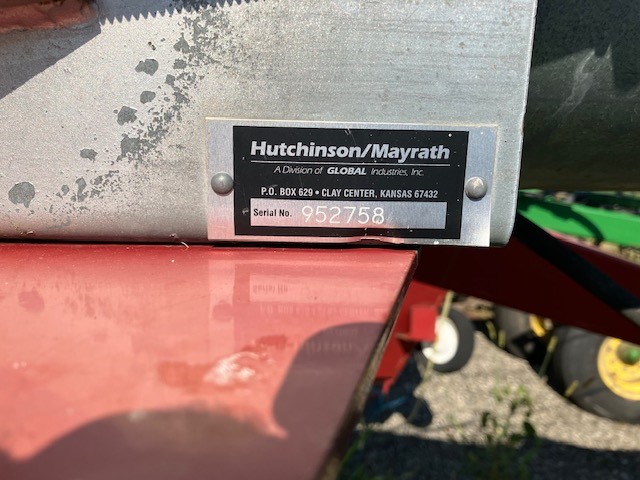 Hutchinson/Mayrath
A Division of GLOBAL Industries, Inc.
P.O. BOX 629 • CLAY CENTER, KANSAS 67432
Serial No. 952758